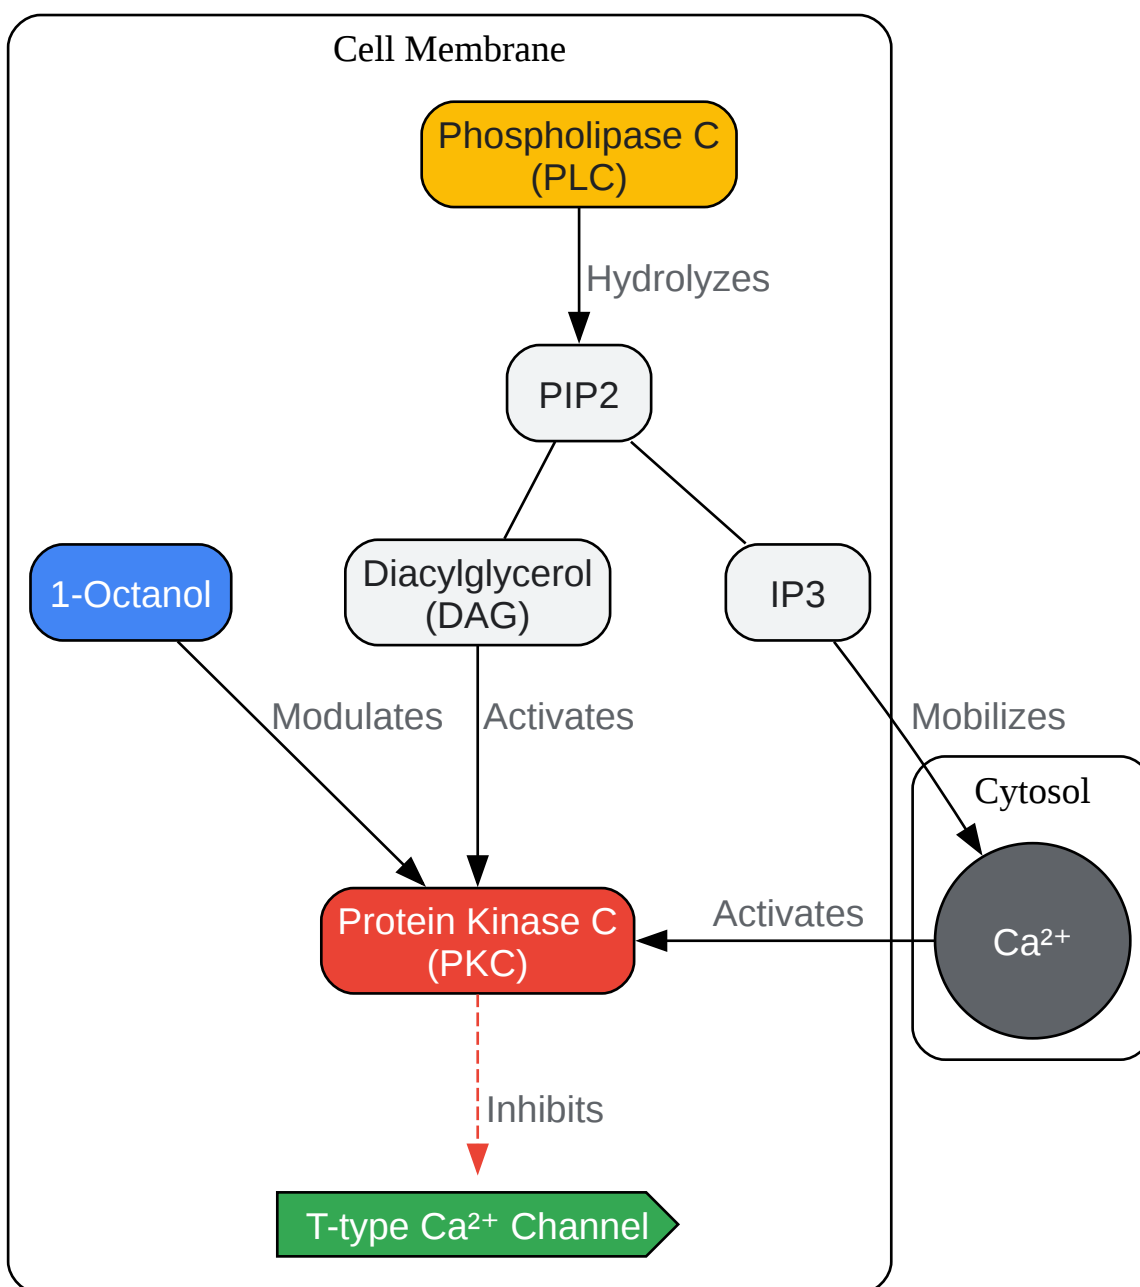 Cell Membrane
Phospholipase C
(PLC)
Hydrolyzes
PIP2
1-Octanol
Diacylglycerol
(DAG)
IP3
Modulates
Activates
Mobilizes
Cytosol
Protein Kinase C
(PKC)
Activates
Ca²⁺
Inhibits
T-type Ca²⁺ Channel